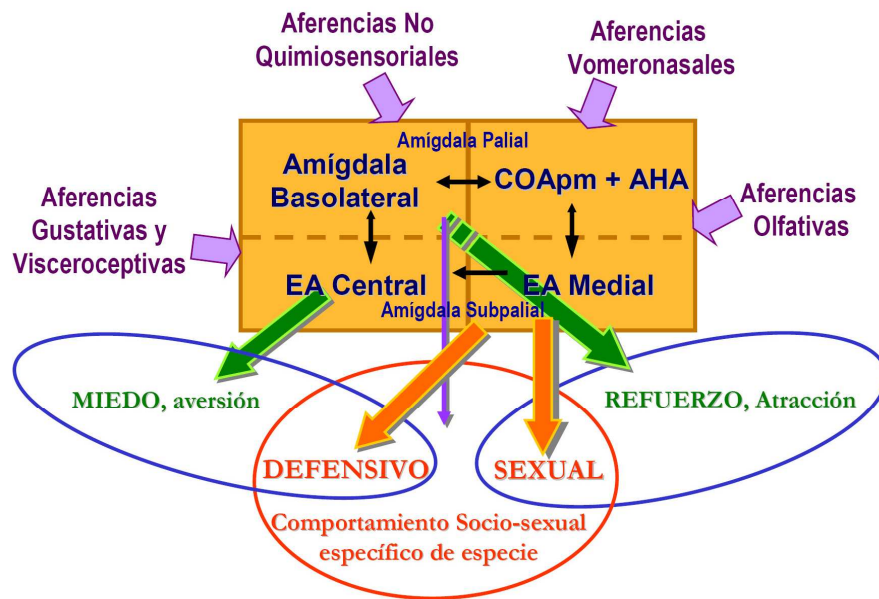 Aferencias No
Quimiosensoriales
Aferencias
Vomeronasales
Amígdala Palial
Amígdala
Basolateral
COApm + AHA
Aferencias
Gustativas y
Visceroceptivas
Aferencias
Olfativas
EA Central
EA Medial
Amígdala Subpalial
MIEDO, aversión
REFUERZO, Atracción
DEFENSIVO
SEXUAL
Comportamiento Socio-sexual
específico de especie